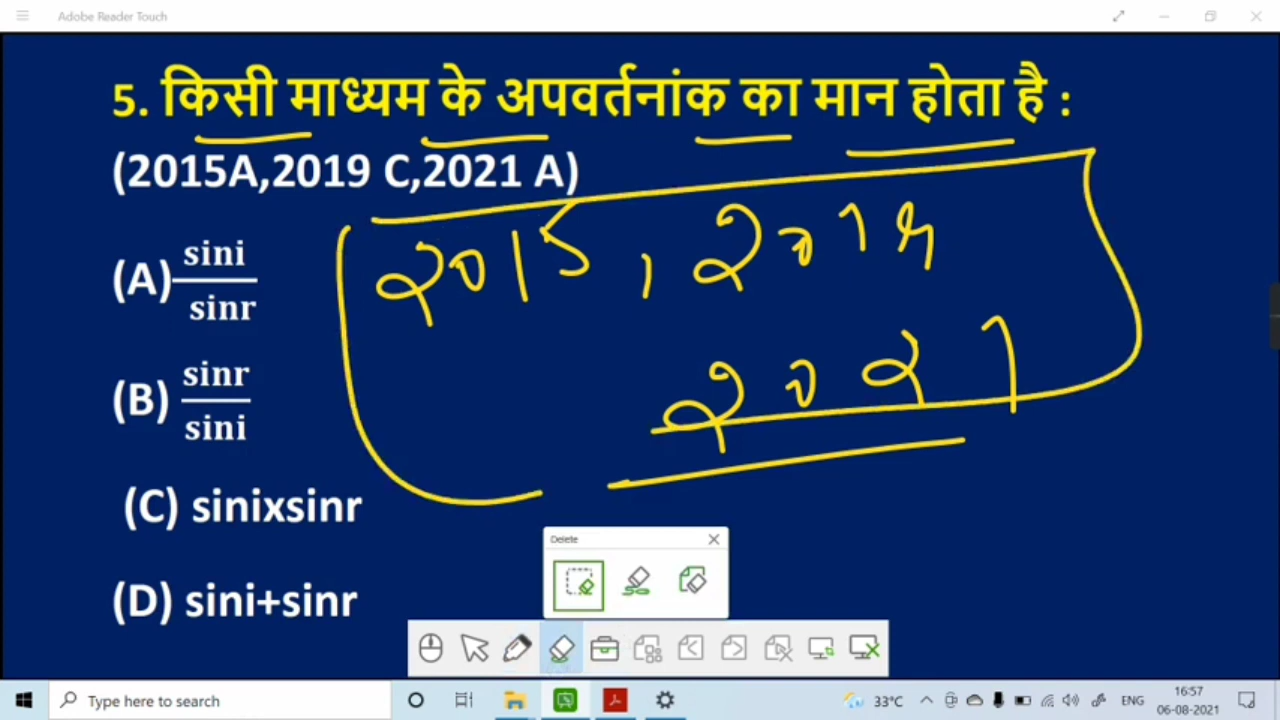 Adobe Reader Touch
5. किसी माध्यम के अपवर्तनांक का मान होता है :
(2015A,2019 C,2021 A)
२०१५ , २०१९
२०२१
(A) sini
sinr
(B) sinr
sini
(C) sinixsinr
(D) sini+sinr
Delete
Type here to search
33°C
ENG
16:57
06-08-2021